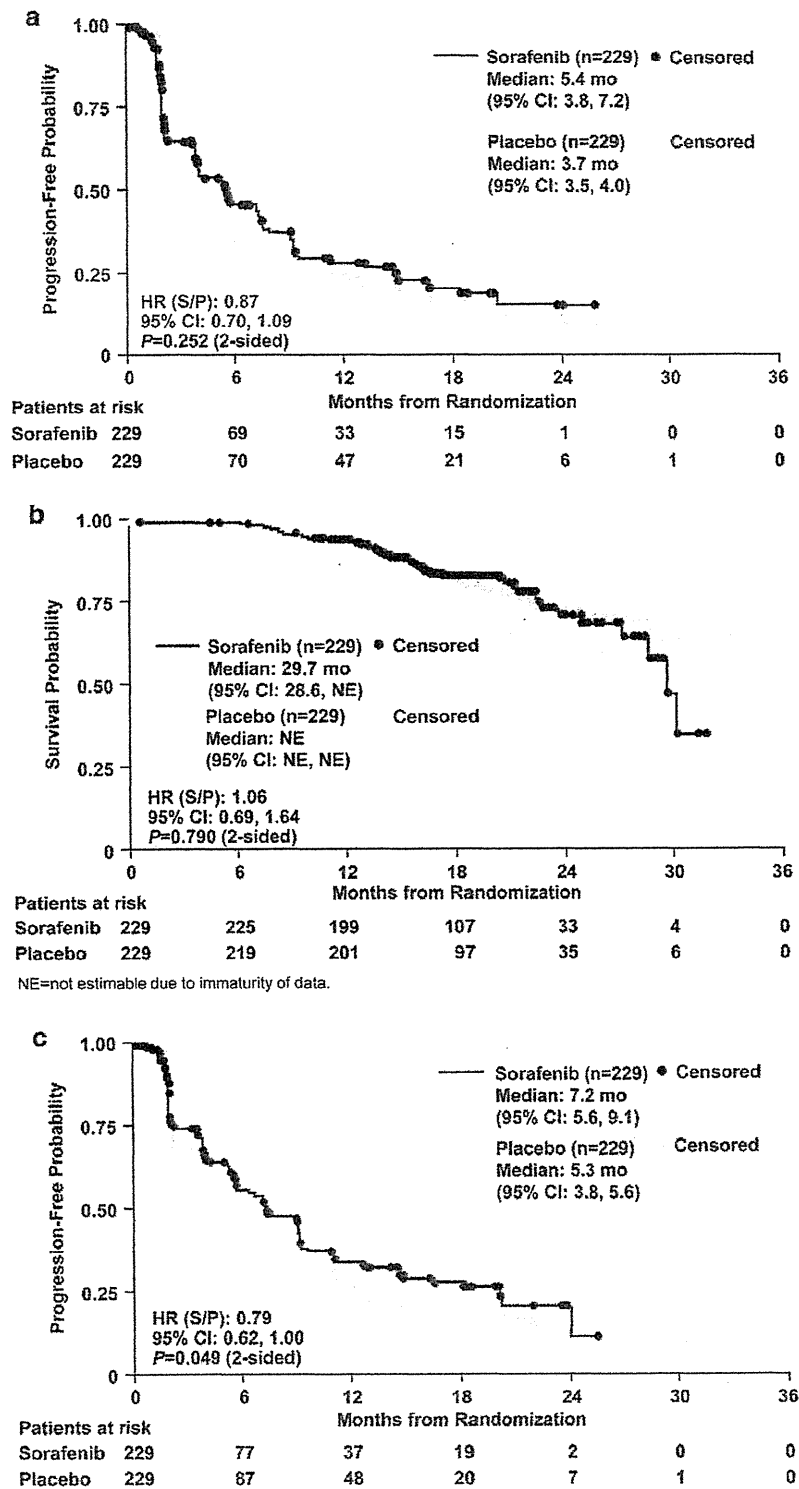 a
1.00
0.75
0.50
0.25
0
Progression-Free Probability
Sorafenib (n=229) Censored
Median: 5.4 mo
(95% CI: 3.8, 7.2)
Placebo (n=229) Censored
Median: 3.7 mo
(95% CI: 3.5, 4.0)
HR (S/P): 0.87
95% CI: 0.70, 1.09
P=0.252 (2-sided)
0 6 12 18 24 30 36
Months from Randomization
Patients at risk
Sorafenib 229 69 33 15 1 0 0
Placebo 229 70 47 21 6 1 0
b
1.00
0.75
0.50
0.25
0
Survival Probability
Sorafenib (n=229) Censored
Median: 29.7 mo
(95% CI: 28.6, NE)
Placebo (n=229) Censored
Median: NE
(95% CI: NE, NE)
HR (S/P): 1.06
95% CI: 0.69, 1.64
P=0.790 (2-sided)
0 6 12 18 24 30 36
Months from Randomization
Patients at risk
Sorafenib 229 225 199 107 33 4 0
Placebo 229 219 201 97 35 6 0
NE=not estimable due to immaturity of data.
c
1.00
0.75
0.50
0.25
0
Progression-Free Probability
Sorafenib (n=229) Censored
Median: 7.2 mo
(95% CI: 5.6, 9.1)
Placebo (n=229) Censored
Median: 5.3 mo
(95% CI: 3.8, 5.6)
HR (S/P): 0.79
95% CI: 0.62, 1.00
P=0.049 (2-sided)
0 6 12 18 24 30 36
Months from Randomization
Patients at risk
Sorafenib 229 77 37 19 2 0 0
Placebo 229 87 48 20 7 1 0